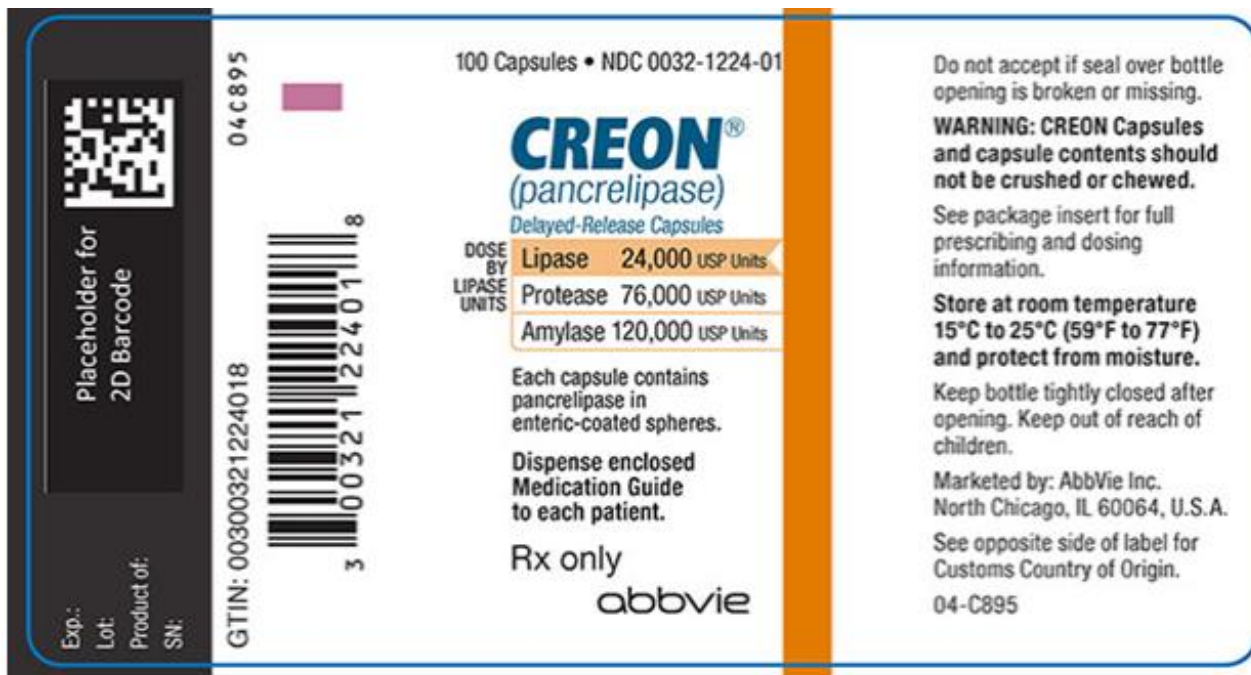 Placeholder for
2D Barcode
Exp.:
Lot:
Product of:
SN:
GTIN: 00300321224018
04C895
3 00321 22401 8
100 Capsules • NDC 0032-1224-01
CREON®
(pancrelipase)
Delayed-Release Capsules
DOSE
BY
LIPASE
UNITS
Lipase 24,000 USP Units
Protease 76,000 USP Units
Amylase 120,000 USP Units
Each capsule contains
pancrelipase in
enteric-coated spheres.
Dispense enclosed
Medication Guide
to each patient.
Rx only
abbvie
Do not accept if seal over bottle
opening is broken or missing.
WARNING: CREON Capsules
and capsule contents should
not be crushed or chewed.
See package insert for full
prescribing and dosing
information.
Store at room temperature
15°C to 25°C (59°F to 77°F)
and protect from moisture.
Keep bottle tightly closed after
opening. Keep out of reach of
children.
Marketed by: AbbVie Inc.
North Chicago, IL 60064, U.S.A.
See opposite side of label for
Customs Country of Origin.
04-C895